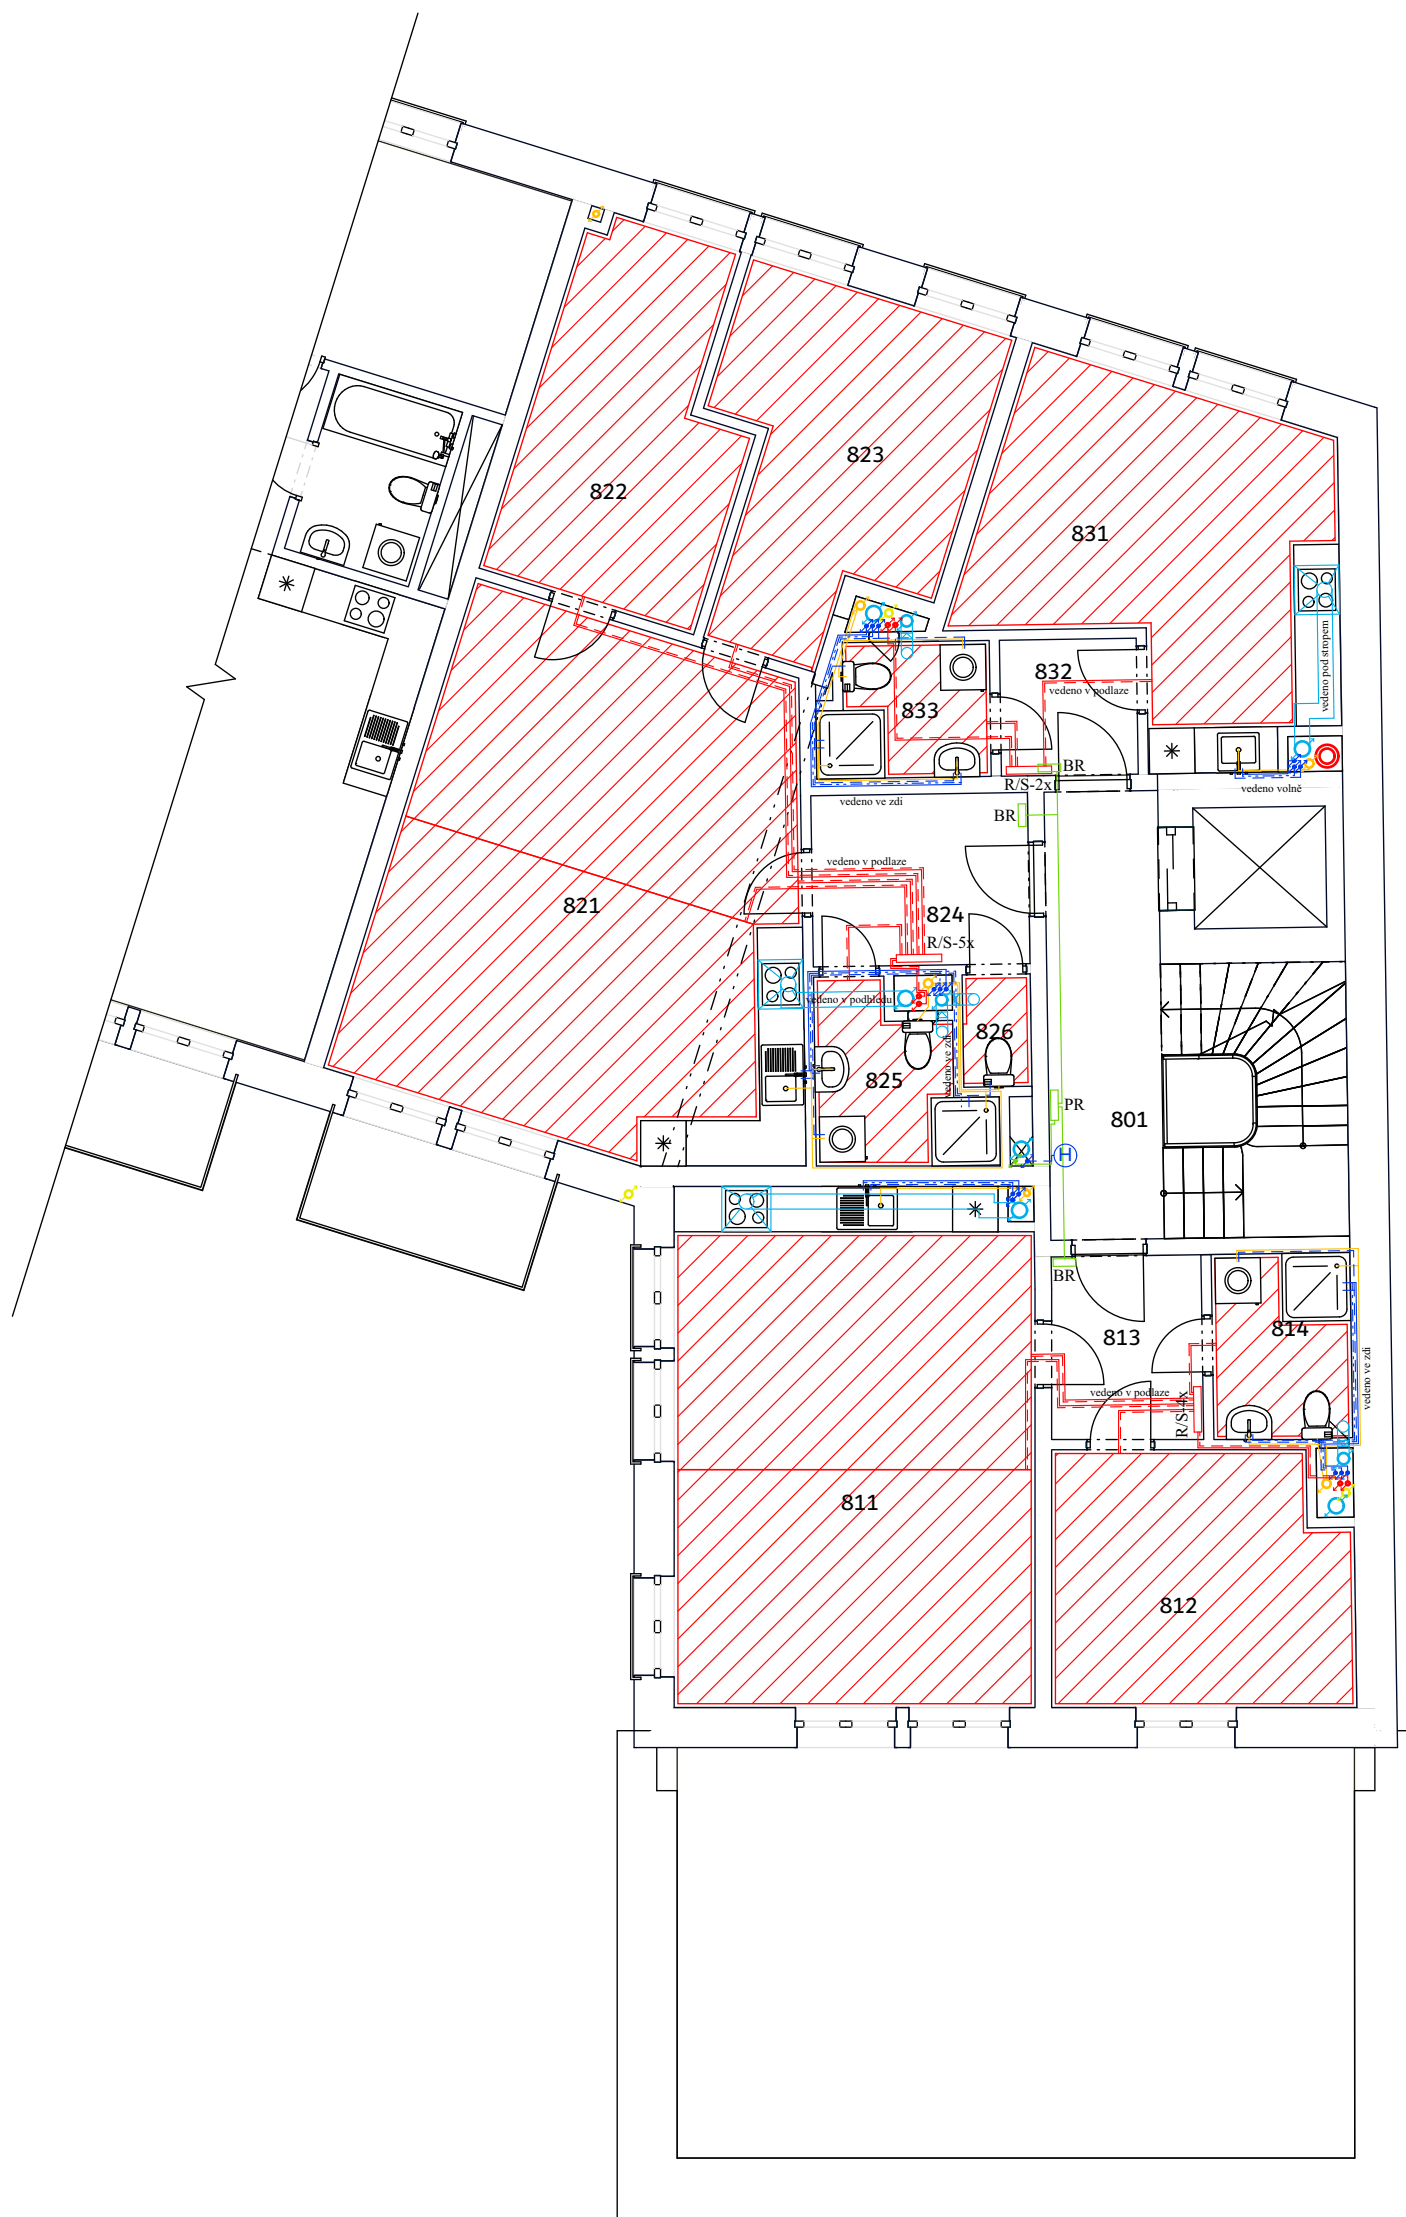 823
822
831
832
vedeno pod stropem
vedeno v podlaze
833
BR
R/S-2x
vedeno volně
vedeno ve zdi
BR
vedeno v podlaze
821
824
R/S-5x
vedeno v podhledu
826
vedeno ve zdi
825
PR
801
H
BR
814
813
vedeno ve zdi
vedeno v podlaze
R/S-4x
811
812